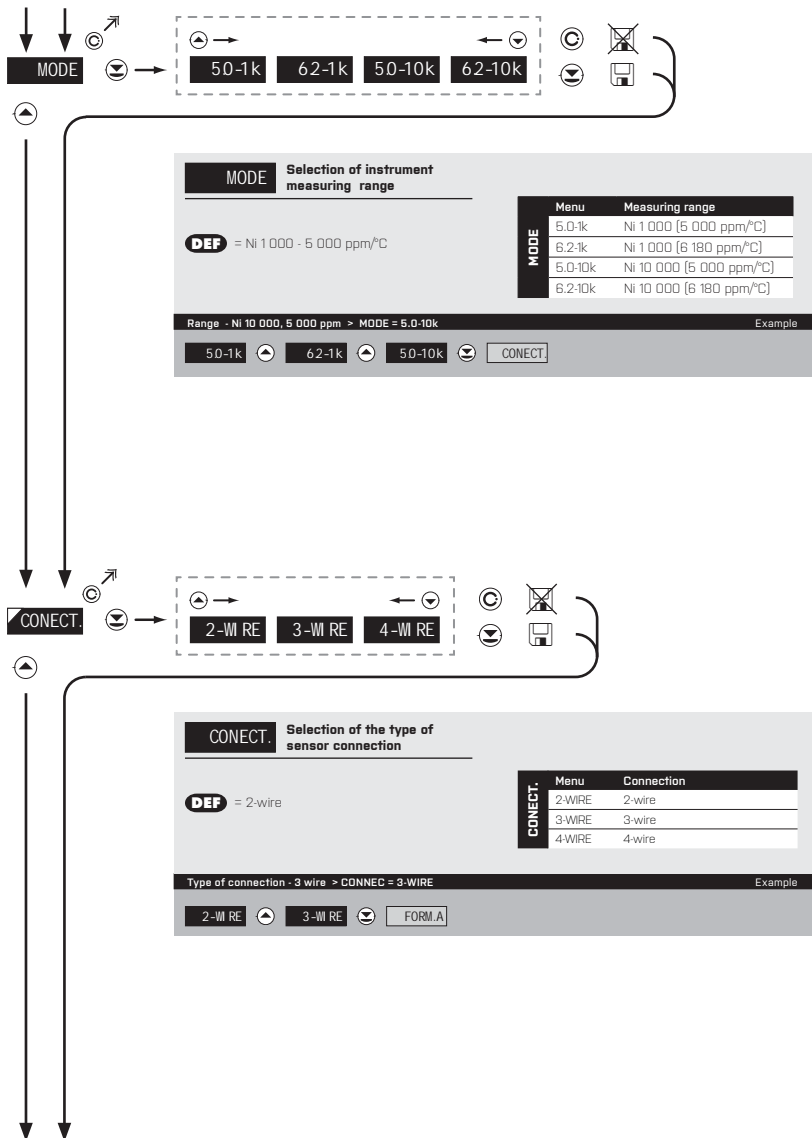 MODE
5.0-1k 6.2-1k 5.0-10k 6.2-10k
MODE
Selection of instrument
measuring range
DEF = Ni 1 000 - 5 000 ppm/°C
MODE
Menu Measuring range
5.0-1k Ni 1 000 (5 000 ppm/°C)
6.2-1k Ni 1 000 (6 180 ppm/°C)
5.0-10k Ni 10 000 (5 000 ppm/°C)
6.2-10k Ni 10 000 (6 180 ppm/°C)
Range - Ni 10 000, 5 000 ppm > MODE = 5.0-10k Example
5.0-1k 6.2-1k 5.0-10k CONECT.
CONECT.
2-WIRE 3-WIRE 4-WIRE
CONECT.
Selection of the type of
sensor connection
DEF = 2-wire
CONECT.
Menu Connection
2-WIRE 2-wire
3-WIRE 3-wire
4-WIRE 4-wire
Type of connection - 3 wire > CONNEC = 3-WIRE Example
2-WIRE 3-WIRE FORM.A